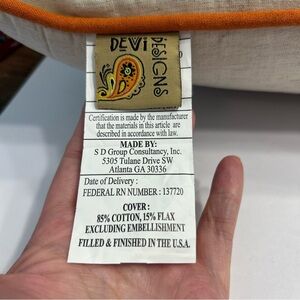 DEVI
DESIGNS
Certification is made by the manufacturer
that the materials in this article are
described in accordance with law.
MADE BY:
S D Group Consultancy, Inc.
5305 Tulane Drive SW
Atlanta GA 30336
Date of Delivery :
FEDERAL RN NUMBER : 137720
COVER :
85% COTTON, 15% FLAX
EXCLUDING EMBELLISHMENT
FILLED & FINISHED IN THE U.S.A.